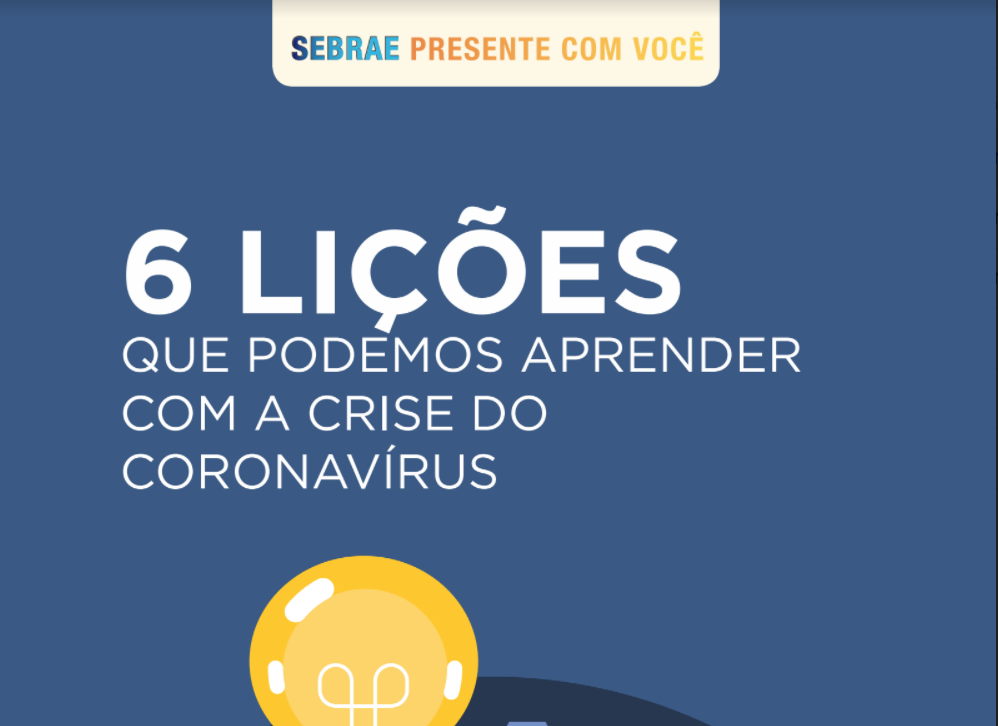 SEBRAE PRESENTE COM VOCÊ
6 LIÇÕES
QUE PODEMOS APRENDER
COM A CRISE DO
CORONAVÍRUS